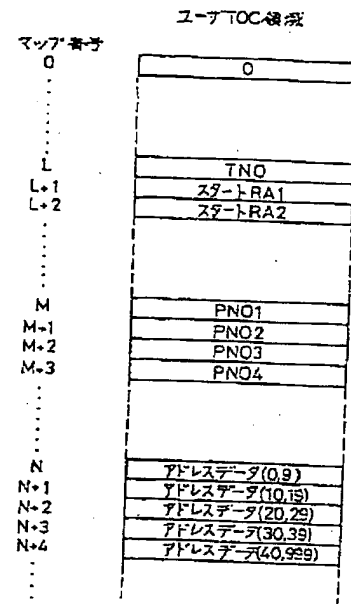 ユーザTOC領域
マップ番号
0 0
L TNO
L+1 スタートRA1
L+2 スタートRA2
M PNO1
M+1 PNO2
M+2 PNO3
M+3 PNO4
N アドレスデータ(0,9)
N+1 アドレスデータ(10,19)
N+2 アドレスデータ(20,29)
N+3 アドレスデータ(30,39)
N+4 アドレスデータ(40,999)